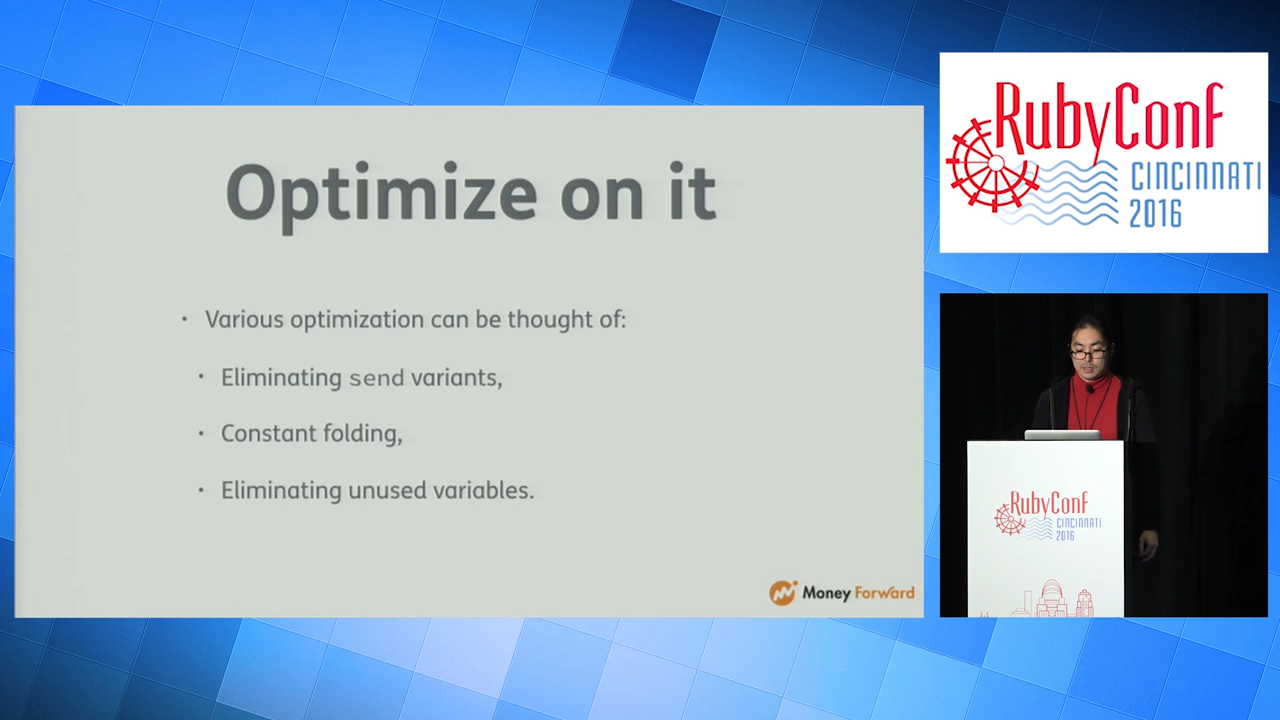 Optimize on it
• Various optimization can be thought of:
• Eliminating send variants,
• Constant folding,
• Eliminating unused variables.
Money Forward
RubyConf
CINCINNATI
2016
RubyConf
CINCINNATI
2016